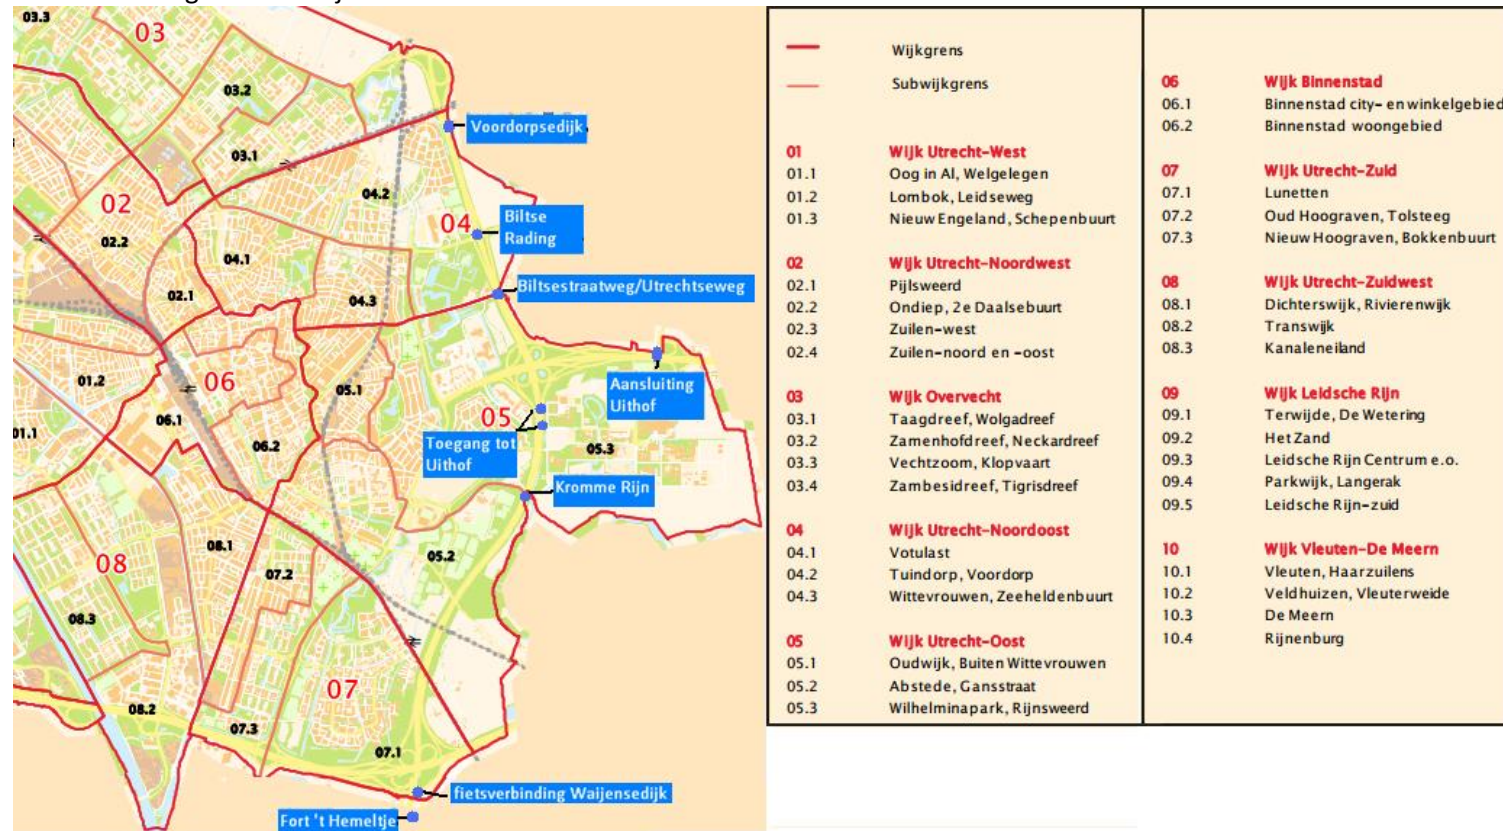 03.3
03
03.2
Voordorpsedijk
03.1
04.2
02
04
Biltse
Rading
02.2
04.1
Biltsestraatweg/Utrechtseweg
02.1
04.3
Aansluiting
Uithof
01.2
06
05.1
05
06.1
01.1
06.2
Toegang tot
Uithof
05.3
Kromme Rijn
08
08.1
05.2
07.2
08.3
07
08.2
07.3
07.1
fietsverbinding Waijensedijk
Fort 't Hemeltje
Wijkgrens
Subwijkgrens
01 Wijk Utrecht-West
01.1 Oog in Al, Welgelegen
01.2 Lombok, Leidseweg
01.3 Nieuw Engeland, Schepenbuurt
02 Wijk Utrecht-Noordwest
02.1 Pijlsweerd
02.2 Ondiep, 2e Daalsebuurt
02.3 Zuilen-west
02.4 Zuilen-noord en -oost
03 Wijk Overvecht
03.1 Taagdreef, Wolgadreef
03.2 Zamenhofdreef, Neckardreef
03.3 Vechtzoom, Klopvaart
03.4 Zambesidreef, Tigrisdreef
04 Wijk Utrecht-Noordoost
04.1 Votulast
04.2 Tuindorp, Voordorp
04.3 Wittevrouwen, Zeeheldenbuurt
05 Wijk Utrecht-Oost
05.1 Oudwijk, Buiten Wittevrouwen
05.2 Abstede, Gansstraat
05.3 Wilhelminapark, Rijnsweerd
06 Wijk Binnenstad
06.1 Binnenstad city- en winkelgebied
06.2 Binnenstad woongebied
07 Wijk Utrecht-Zuid
07.1 Lunetten
07.2 Oud Hoograven, Tolsteeg
07.3 Nieuw Hoograven, Bokkenbuurt
08 Wijk Utrecht-Zuidwest
08.1 Dichterswijk, Rivierenwijk
08.2 Transwijk
08.3 Kanaleneiland
09 Wijk Leidsche Rijn
09.1 Terwijde, De Wetering
09.2 Het Zand
09.3 Leidsche Rijn Centrum e.o.
09.4 Parkwijk, Langerak
09.5 Leidsche Rijn-zuid
10 Wijk Vleuten-De Meern
10.1 Vleuten, Haarzuilens
10.2 Veldhuizen, Vleuterweide
10.3 De Meern
10.4 Rijnenburg